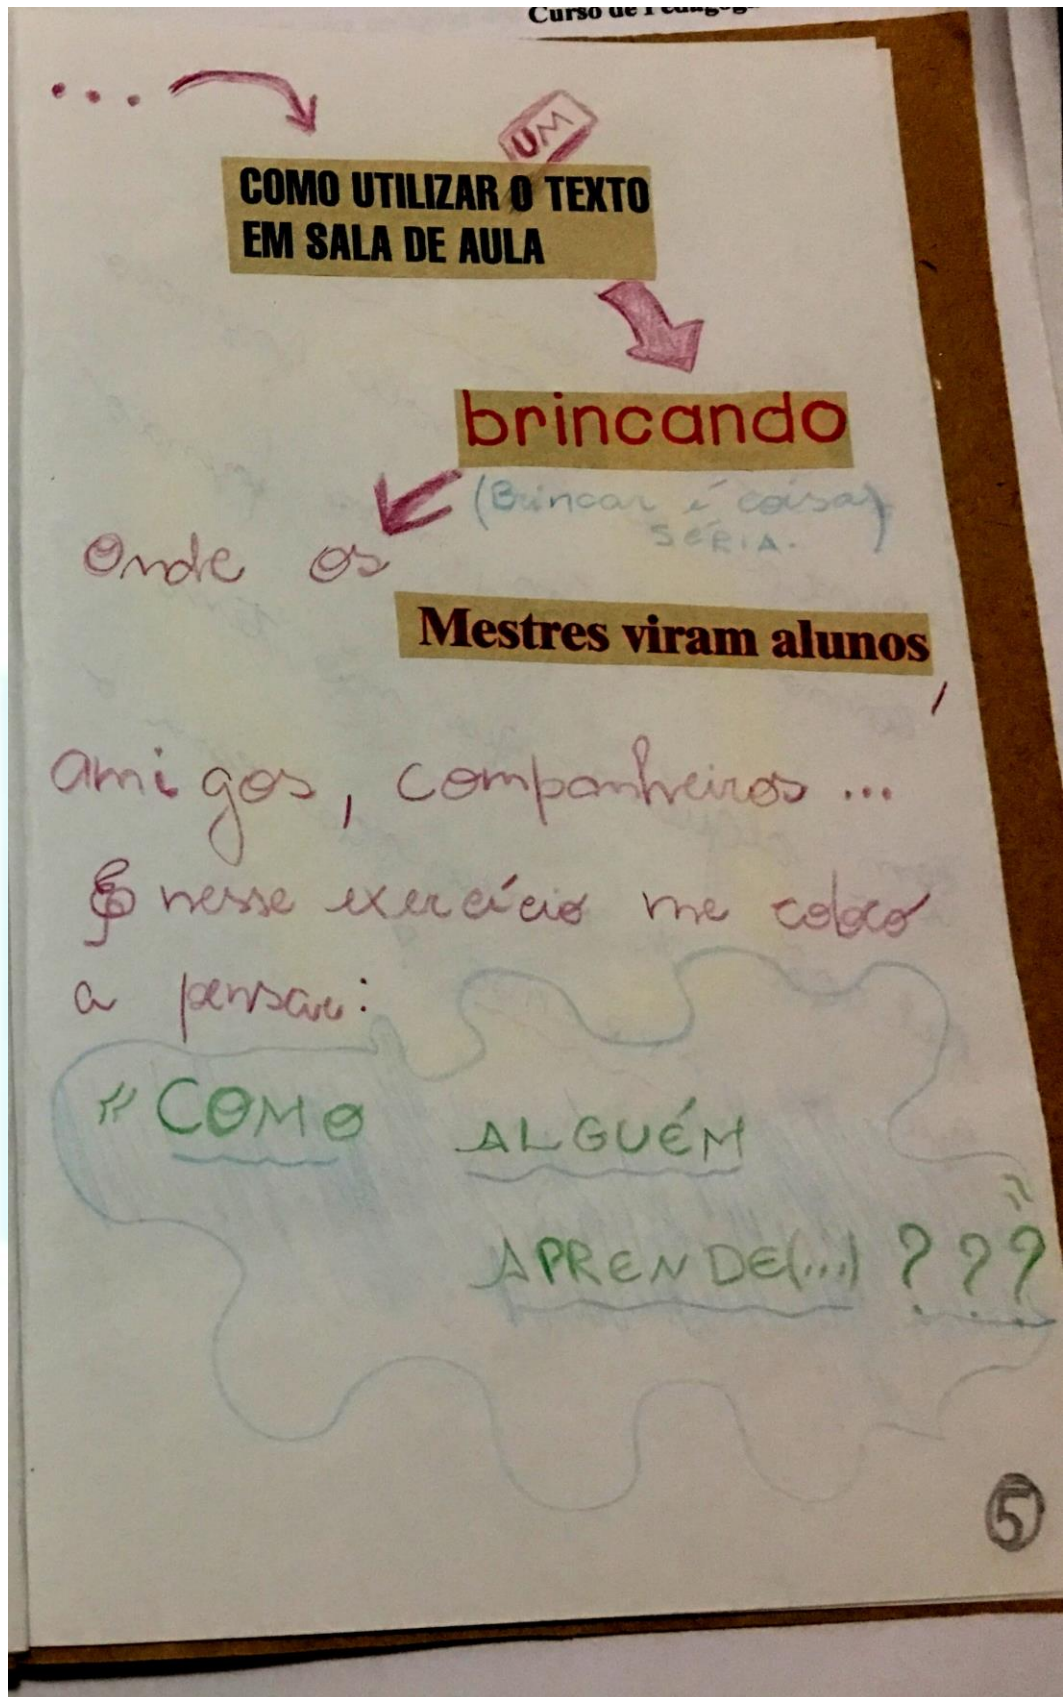 Curso de Pedagog
...
UM
COMO UTILIZAR O TEXTO
EM SALA DE AULA
brincando
(Brincar é coisa)
SÉRIA.
Onde os
Mestres viram alunos,
amigos, companheiros...
E nesse exercício me coloco
a pensar:
"COMO ALGUÉM
APRENDE(...)???"
5